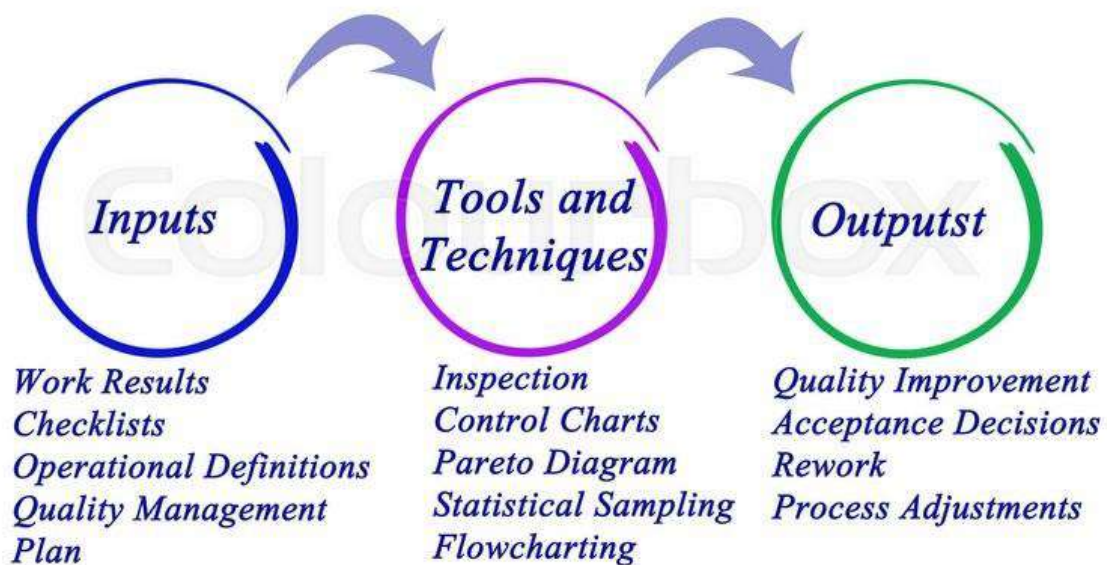 Inputs
Work Results
Checklists
Operational Definitions
Quality Management
Plan
Tools and
Techniques
Inspection
Control Charts
Pareto Diagram
Statistical Sampling
Flowcharting
Outputst
Quality Improvement
Acceptance Decisions
Rework
Process Adjustments
colourbox